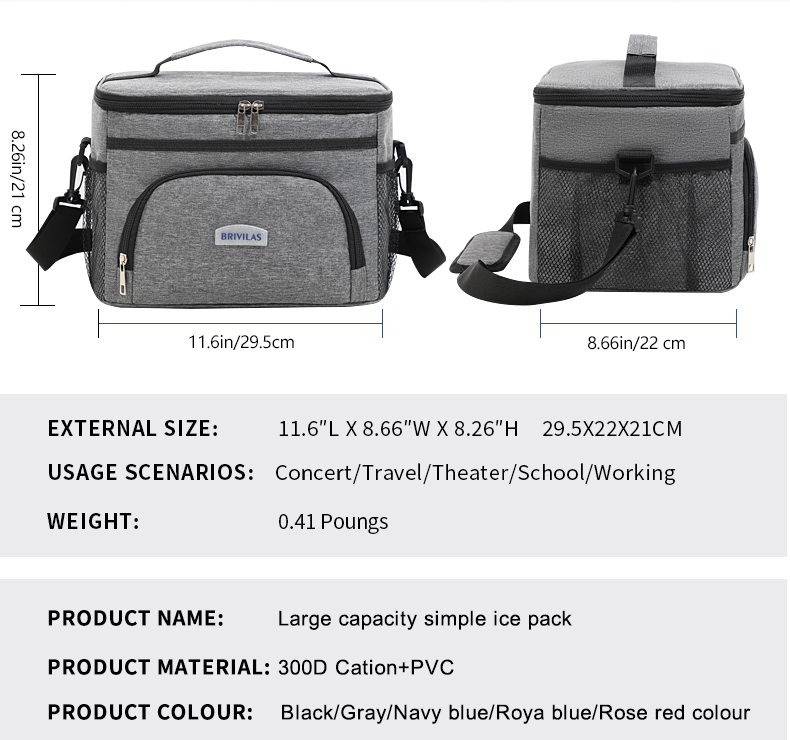 8.26in/21 cm
BRIVILAS
11.6in/29.5cm
8.66in/22 cm
EXTERNAL SIZE: 11.6"L X 8.66"W X 8.26"H 29.5X22X21CM
USAGE SCENARIOS: Concert/Travel/Theater/School/Working
WEIGHT: 0.41 Poungs
PRODUCT NAME: Large capacity simple ice pack
PRODUCT MATERIAL: 300D Cation+PVC
PRODUCT COLOUR: Black/Gray/Navy blue/Roya blue/Rose red colour